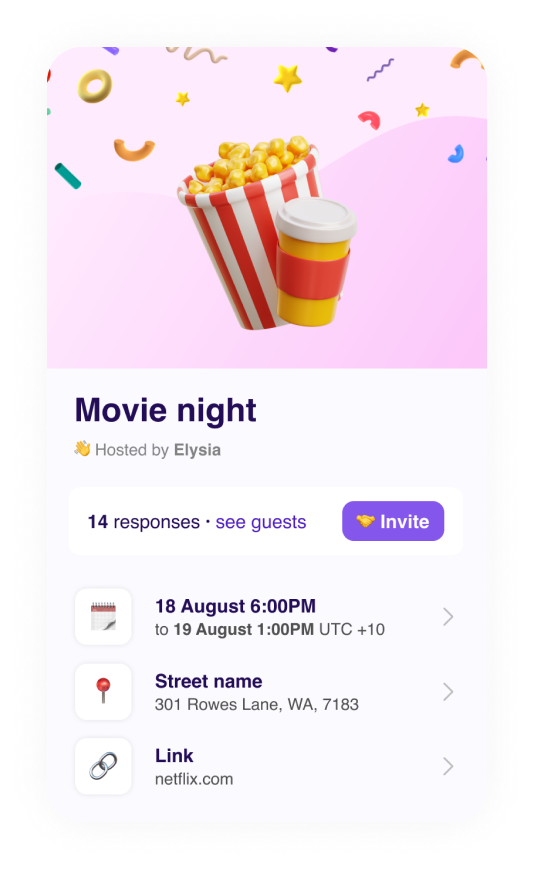 Movie night
👋 Hosted by Elysia
14 responses · see guests
🤝 Invite
18 August 6:00PM
to 19 August 1:00PM UTC +10
Street name
301 Rowes Lane, WA, 7183
Link
netflix.com